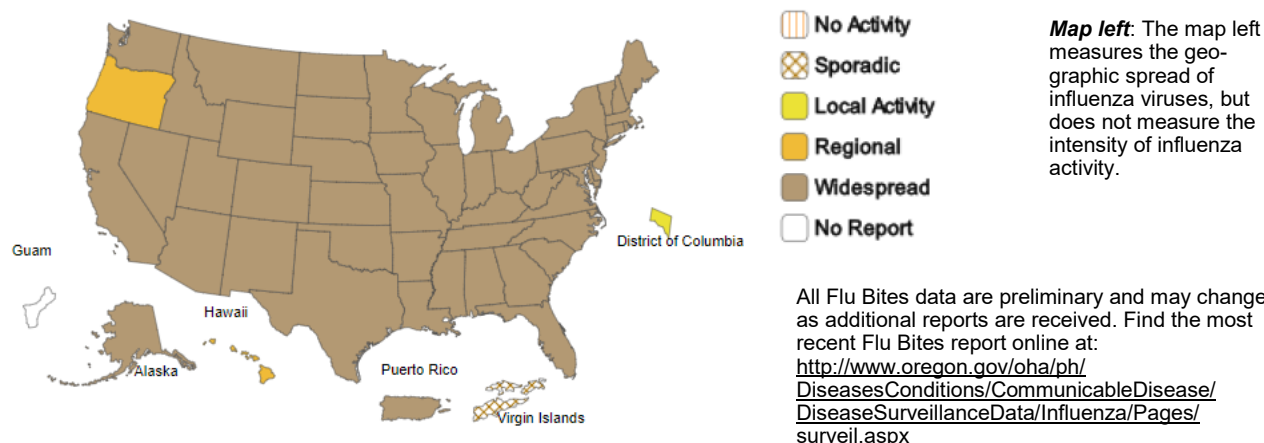 Guam
Alaska
Hawaii
Puerto Rico
Virgin Islands
District of Columbia
No Activity
Sporadic
Local Activity
Regional
Widespread
No Report
Map left: The map left
measures the geo-
graphic spread of
influenza viruses, but
does not measure the
intensity of influenza
activity.
All Flu Bites data are preliminary and may change
as additional reports are received. Find the most
recent Flu Bites report online at:
http://www.oregon.gov/oha/ph/
DiseasesConditions/CommunicableDisease/
DiseaseSurveillanceData/Influenza/Pages/
surveil.aspx